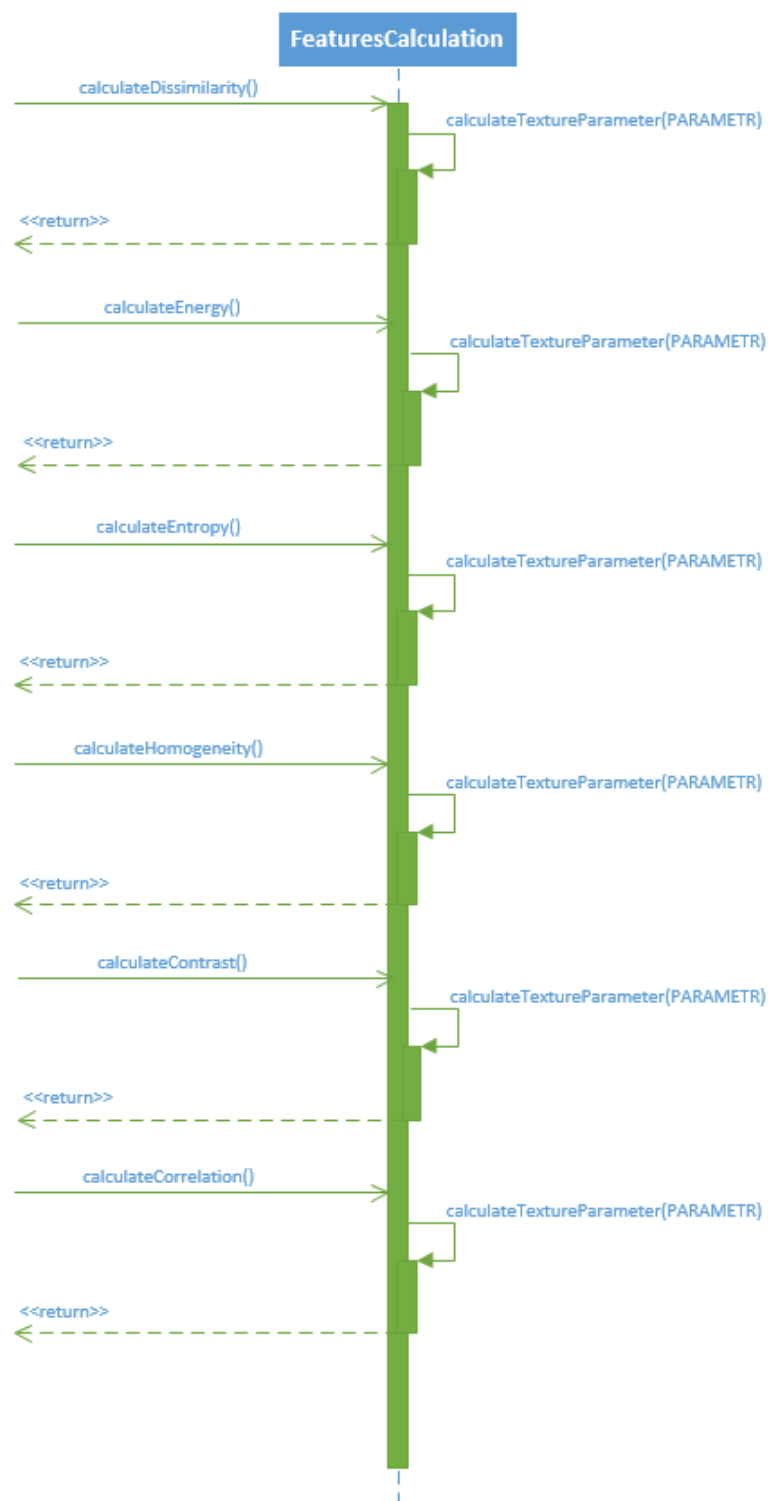 FeaturesCalculation
calculateDissimilarity()
calculateTextureParameter(PARAMETR)
<<return>>
calculateEnergy()
calculateTextureParameter(PARAMETR)
<<return>>
calculateEntropy()
calculateTextureParameter(PARAMETR)
<<return>>
calculateHomogeneity()
calculateTextureParameter(PARAMETR)
<<return>>
calculateContrast()
calculateTextureParameter(PARAMETR)
<<return>>
calculateCorrelation()
calculateTextureParameter(PARAMETR)
<<return>>